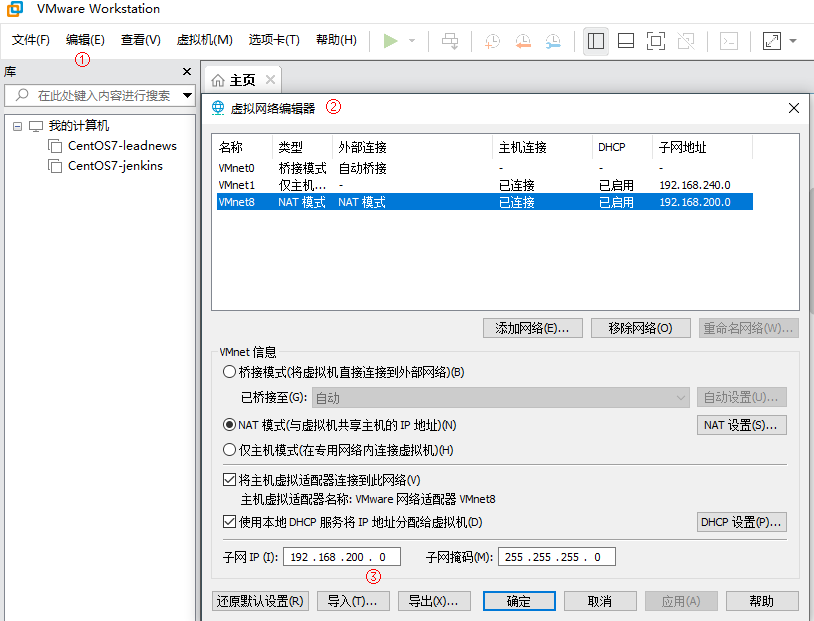 VMware Workstation
文件(F) 编辑(E) 查看(V) 虚拟机(M) 选项卡(T) 帮助(H)
①
库
主页
在此处键入内容进行搜索
我的计算机
CentOS7-leadnews
CentOS7-jenkins
虚拟网络编辑器 ②
名称 类型 外部连接 主机连接 DHCP 子网地址
VMnet0 桥接模式 自动桥接 - - -
VMnet1 仅主机... - 已连接 已启用 192.168.240.0
VMnet8 NAT 模式 NAT 模式 已连接 已启用 192.168.200.0
添加网络(E)... 移除网络(O) 重命名网络(W)...
VMnet 信息
桥接模式(将虚拟机直接连接到外部网络)(B)
已桥接至(G): 自动 自动设置(U)...
NAT 模式(与虚拟机共享主机的 IP 地址)(N) NAT 设置(S)...
仅主机模式(在专用网络内连接虚拟机)(H)
将主机虚拟适配器连接到此网络(V)
主机虚拟适配器名称: VMware 网络适配器 VMnet8
使用本地 DHCP 服务将 IP 地址分配给虚拟机(D) DHCP 设置(P)...
子网 IP (I): 192 . 168 . 200 . 0 子网掩码(M): 255 . 255 . 255 . 0
③
还原默认设置(R) 导入(T)... 导出(X)... 确定 取消 应用(A) 帮助